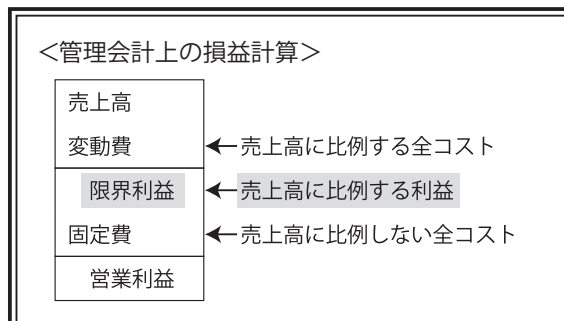 ＜管理会計上の損益計算＞
売上高
変動費 ←売上高に比例する全コスト
限界利益 ←売上高に比例する利益
固定費 ←売上高に比例しない全コスト
営業利益